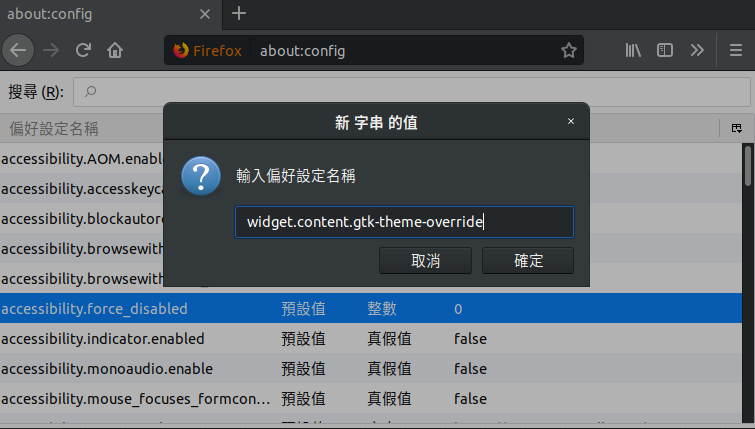 about:config
Firefox about:config
搜尋 (R):
偏好設定名稱
新 字串 的值
輸入偏好設定名稱
widget.content.gtk-theme-override
取消 確定
accessibility.AOM.enabl
accessibility.accesskeyca
accessibility.blockautore
accessibility.browsewith
accessibility.browsewith
accessibility.force_disabled 預設值 整數 0
accessibility.indicator.enabled 預設值 真假值 false
accessibility.monoaudio.enable 預設值 真假值 false
accessibility.mouse_focuses_formcon… 預設值 真假值 false